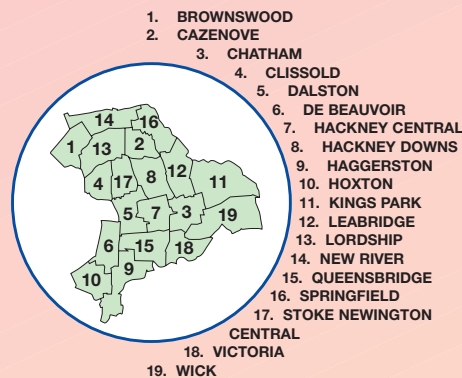 1. BROWNSWOOD
2. CAZENOVE
3. CHATHAM
4. CLISSOLD
5. DALSTON
6. DE BEAUVOIR
7. HACKNEY CENTRAL
8. HACKNEY DOWNS
9. HAGGERSTON
10. HOXTON
11. KINGS PARK
12. LEABRIDGE
13. LORDSHIP
14. NEW RIVER
15. QUEENSBRIDGE
16. SPRINGFIELD
17. STOKE NEWINGTON
CENTRAL
18. VICTORIA
19. WICK
14
16
1
13
2
12
4
17
8
11
5
7
3
19
6
15
18
10
9